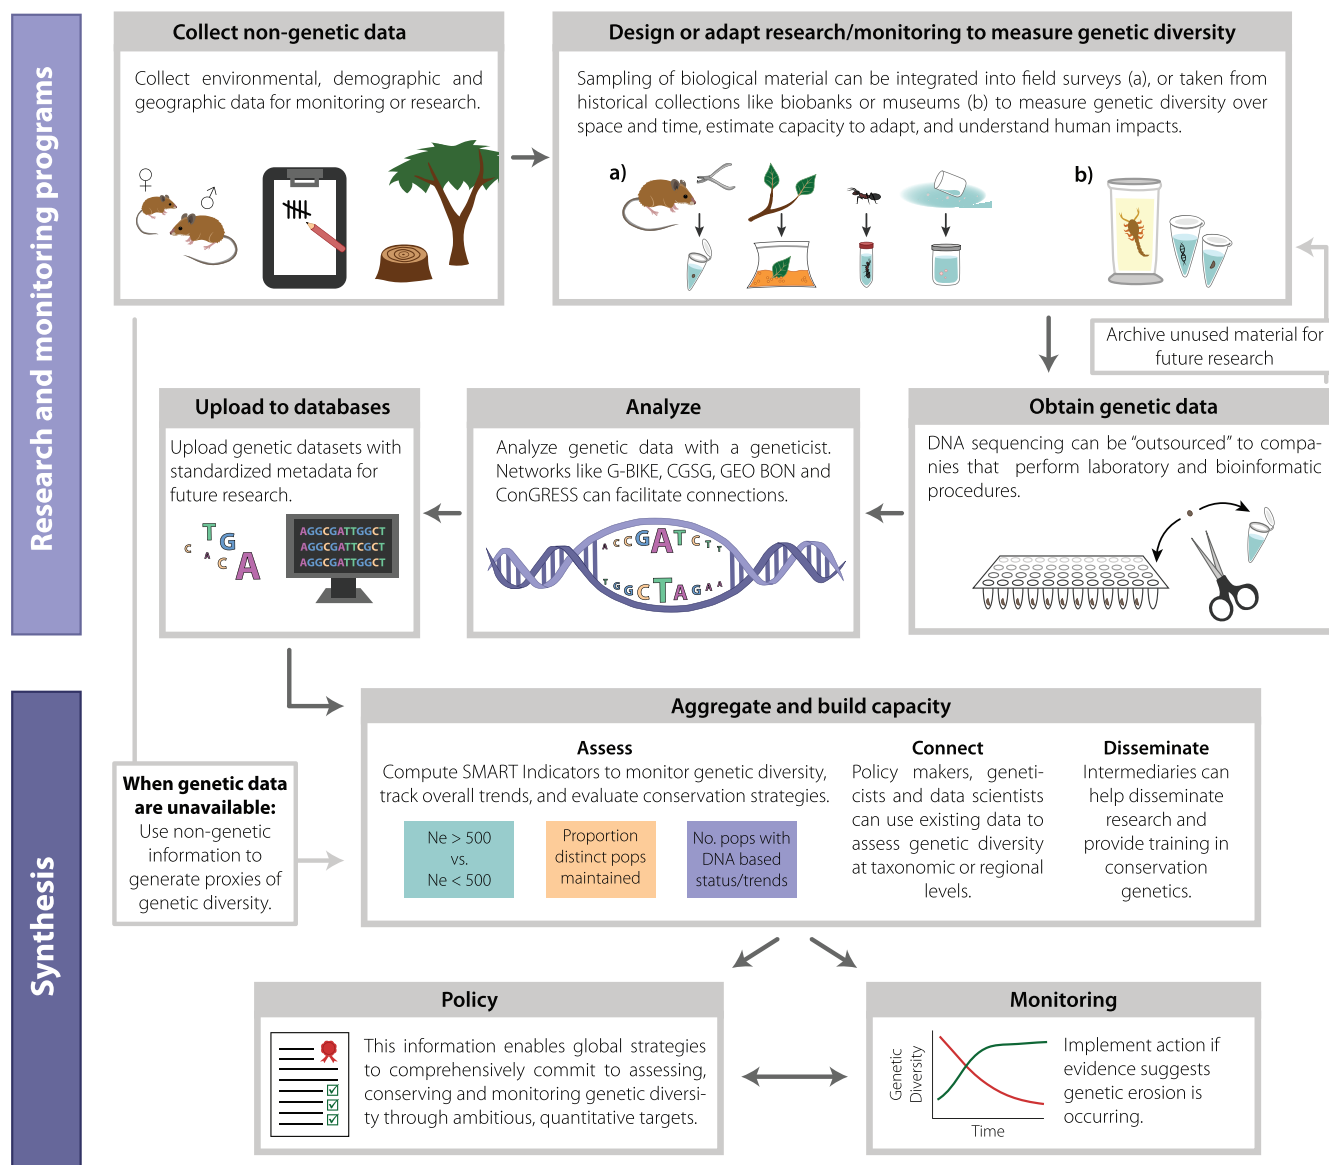 Research and monitoring programs
Collect non-genetic data
Collect environmental, demographic and
geographic data for monitoring or research.
Design or adapt research/monitoring to measure genetic diversity
Sampling of biological material can be integrated into field surveys (a), or taken from
historical collections like biobanks or museums (b) to measure genetic diversity over
space and time, estimate capacity to adapt, and understand human impacts.
a)
b)
Archive unused material for
future research
Obtain genetic data
DNA sequencing can be “outsourced” to compa-
nies that perform laboratory and bioinformatic
procedures.
Analyze
Analyze genetic data with a geneticist.
Networks like G-BIKE, CGSG, GEO BON and
ConGRESS can facilitate connections.
A C C G A T C T T
T G G C T A G A A
Upload to databases
Upload genetic datasets with
standardized metadata for
future research.
T G
C A C A
AGGCGATTGGCT
AGGCGATTCGCT
AGGCGATTGGCT
Synthesis
When genetic data
are unavailable:
Use non-genetic
information to
generate proxies of
genetic diversity.
Aggregate and build capacity
Assess
Compute SMART Indicators to monitor genetic diversity,
track overall trends, and evaluate conservation strategies.
Ne > 500
vs.
Ne < 500
Proportion
distinct pops
maintained
No. pops with
DNA based
status/trends
Connect
Policy makers, geneti-
cists and data scientists
can use existing data to
assess genetic diversity
at taxonomic or regional
levels.
Disseminate
Intermediaries can
help disseminate
research and
provide training in
conservation
genetics.
Policy
This information enables global strategies
to comprehensively commit to assessing,
conserving and monitoring genetic diversi-
ty through ambitious, quantitative targets.
Monitoring
Genetic
Diversity
Time
Implement action if
evidence suggests
genetic erosion is
occurring.